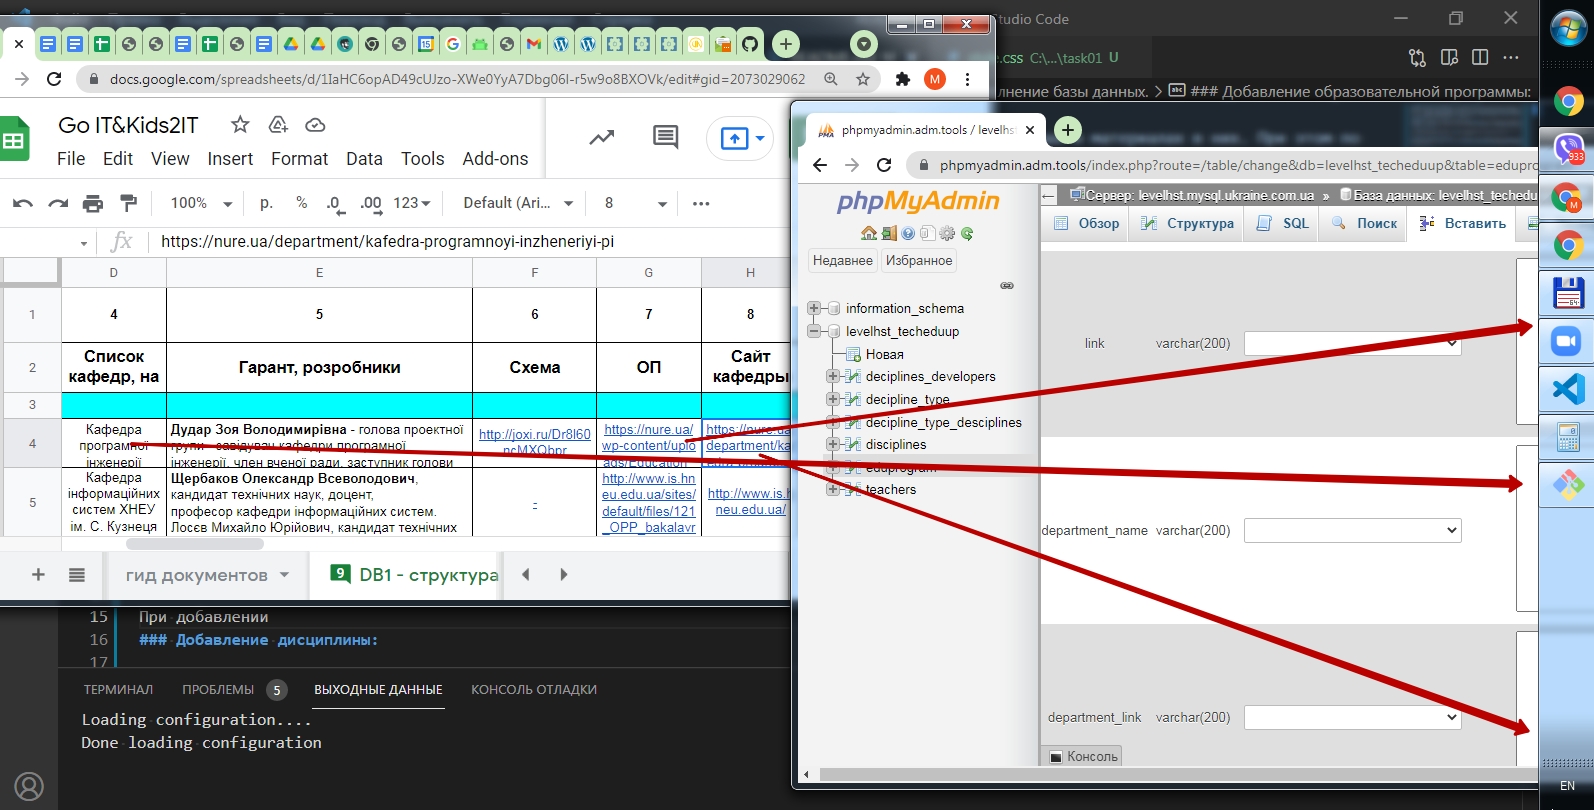 tudio Code
docs.google.com/spreadsheets/d/1IaHC6opAD49cUJzo-XWe0YyA7Dbg06I-r5w9o8BXOVk/edit#gid=2073029062
M
.css C:\...\task01 U
лнение базы данных. > ### Добавление образовательной программы:
Go IT&Kids2IT
File Edit View Insert Format Data Tools Add-ons
100% р. % .0 .00 123 Default (Ari... 8
fx https://nure.ua/department/kafedra-programnoyi-inzheneriyi-pi
D E F G H
1 4 5 6 7 8
2 Список кафедр, на Гарант, розробники Схема ОП Сайт кафедры
3
4
Кафедра
програмної
інженерії
Дудар Зоя Володимирівна - голова проектної
групи - завідувач кафедри програмної
інженерії, член вченої ради, заступник голови
http://joxi.ru/Dr8l60
ncMXQbpr
https://nure.ua/
wp-content/uplo
ads/Education
https://nure.ua/
department/ka
5
Кафедра
інформаційних
систем ХНЕУ
ім. С. Кузнеця
Щербаков Олександр Всеволодович,
кандидат технічних наук, доцент,
професор кафедри інформаційних систем.
Лосєв Михайло Юрійович, кандидат технічних
-
http://www.is.hn
eu.edu.ua/sites/
default/files/121
_OPP_bakalavr
http://www.is.h
neu.edu.ua/
гид документов
9 DB1 - структура
15 При добавлении
16 ### Добавление дисциплины:
17
ТЕРМИНАЛ ПРОБЛЕМЫ 5 ВЫХОДНЫЕ ДАННЫЕ КОНСОЛЬ ОТЛАДКИ
Loading configuration....
Done loading configuration
PMA phpmyadmin.adm.tools / levelhst
phpmyadmin.adm.tools/index.php?route=/table/change&db=levelhst_techeduup&table=edupro
phpMyAdmin
Недавнее Избранное
information_schema
levelhst_techeduup
Новая
deciplines_developers
decipline_type
decipline_type_desciplines
disciplines
eduprogram
teachers
Сервер: levelhst.mysql.ukraine.com.ua » База данных: levelhst_techedu
Обзор Структура SQL Поиск Вставить
link varchar(200)
department_name varchar(200)
department_link varchar(200)
Консоль
933
M
64
EN